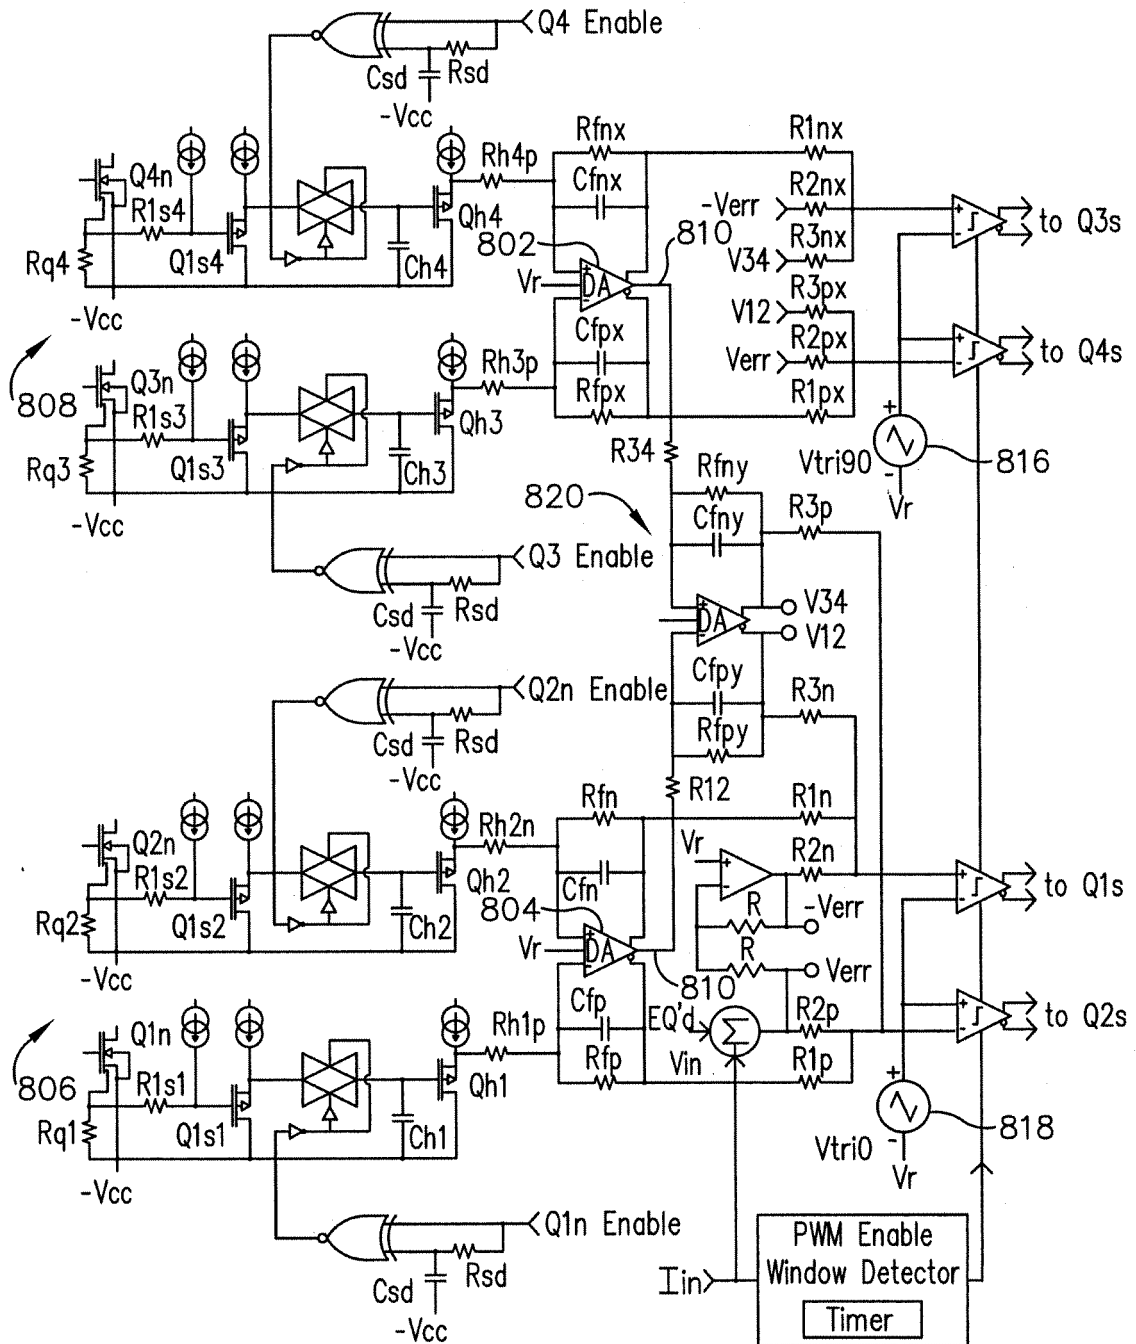 Q4 Enable
Csd
Rsd
-Vcc
Q4n
R1s4
Rq4
Q1s4
-Vcc
Ch4
Qh4
Rh4p
Rfnx
Cfnx
R1nx
R2nx
-Verr
R3nx
V34
802
810
Vr
+
DA
-
+
-
to Q3s
R3px
V12
R2px
Verr
R1px
+
-
to Q4s
Cfpx
Rfpx
808
Q3n
R1s3
Rq3
Q1s3
-Vcc
Ch3
Qh3
Rh3p
R34
+
Vtri90
-
816
Vr
820
Rfny
Cfny
R3p
Q3 Enable
Csd
Rsd
-Vcc
+
DA
-
V34
V12
Cfpy
Rfpy
R3n
Q2n Enable
Csd
Rsd
-Vcc
R12
Q2n
R1s2
Rq2
Q1s2
-Vcc
Ch2
Qh2
Rh2n
Rfn
Cfn
R1n
Vr
+
-
R2n
R
-Verr
R
Verr
+
-
to Q1s
804
Vr
+
DA
-
810
Cfp
Rfp
EQ'd
Σ
Vin
R2p
R1p
+
-
to Q2s
806
Q1n
R1s1
Rq1
Q1s1
-Vcc
Ch1
Qh1
Rh1p
+
Vtri0
-
818
Vr
Q1n Enable
Csd
Rsd
-Vcc
Iin
PWM Enable
Window Detector
Timer